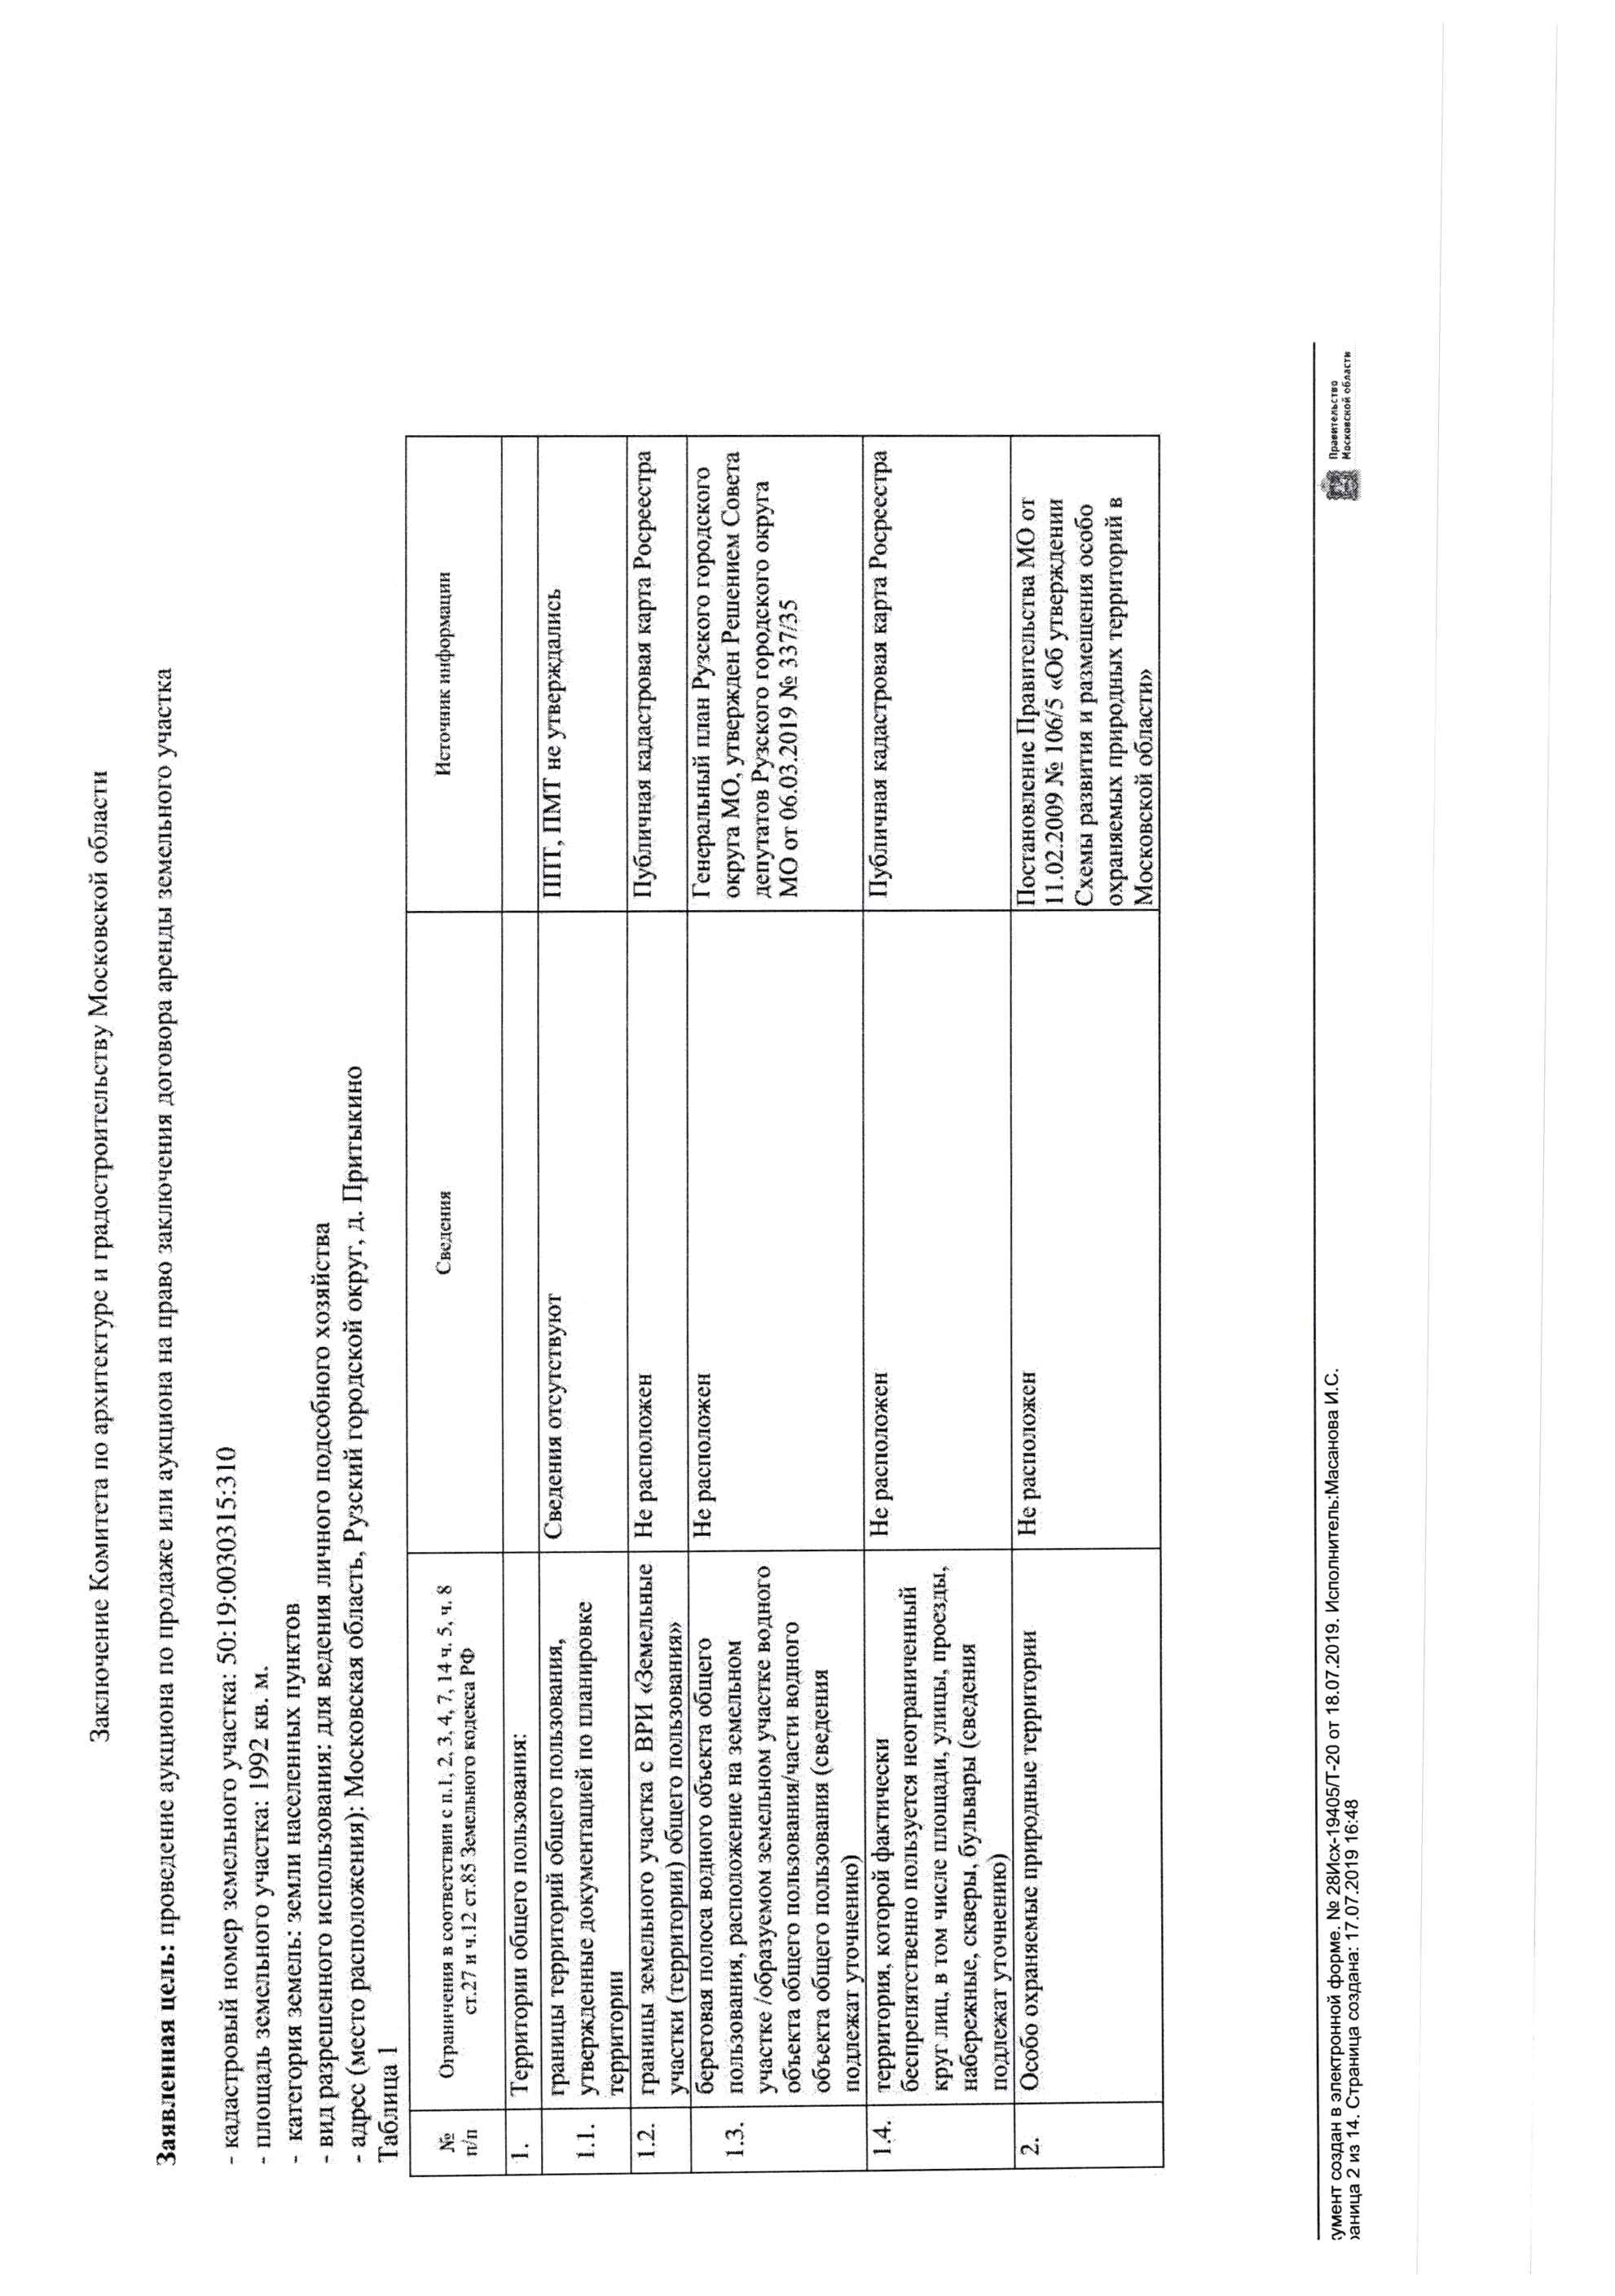 Заключение Комитета по архитектуре и градостроительству Московской области
Заявленная цель: проведение аукциона по продаже или аукциона на право заключения договора аренды земельного участка
- кадастровый номер земельного участка: 50:19:0030315:310
- площадь земельного участка: 1992 кв. м.
- категория земель: земли населенных пунктов
- вид разрешенного использования: для ведения личного подсобного хозяйства
- адрес (место расположения): Московская область, Рузский городской округ, д. Притыкино
Таблица 1
№
п/п
Ограничения в соответствии с п.1, 2, 3, 4, 7, 14 ч. 5, ч. 8
ст.27 и ч.12 ст.85 Земельного кодекса РФ
Сведения
Источник информации
1.
Территории общего пользования:
1.1.
границы территорий общего пользования,
утвержденные документацией по планировке
территории
Сведения отсутствуют
ППТ, ПМТ не утверждались
1.2.
границы земельного участка с ВРИ «Земельные
участки (территории) общего пользования»
Не расположен
Публичная кадастровая карта Росреестра
1.3.
береговая полоса водного объекта общего
пользования, расположение на земельном
участке /образуемом земельном участке водного
объекта общего пользования/части водного
объекта общего пользования (сведения
подлежат уточнению)
Не расположен
Генеральный план Рузского городского
округа МО, утвержден Решением Совета
депутатов Рузского городского округа
МО от 06.03.2019 № 337/35
1.4.
территория, которой фактически
беспрепятственно пользуется неограниченный
круг лиц, в том числе площади, улицы, проезды,
набережные, скверы, бульвары (сведения
подлежат уточнению)
Не расположен
Публичная кадастровая карта Росреестра
2.
Особо охраняемые природные территории
Не расположен
Постановление Правительства МО от
11.02.2009 № 106/5 «Об утверждении
Схемы развития и размещения особо
охраняемых природных территорий в
Московской области»
умент создан в электронной форме. № 28Исх-19405/Т-20 от 18.07.2019. Исполнитель:Масанова И.С.
аница 2 из 14. Страница создана: 17.07.2019 16:48
Правительство
Московской области